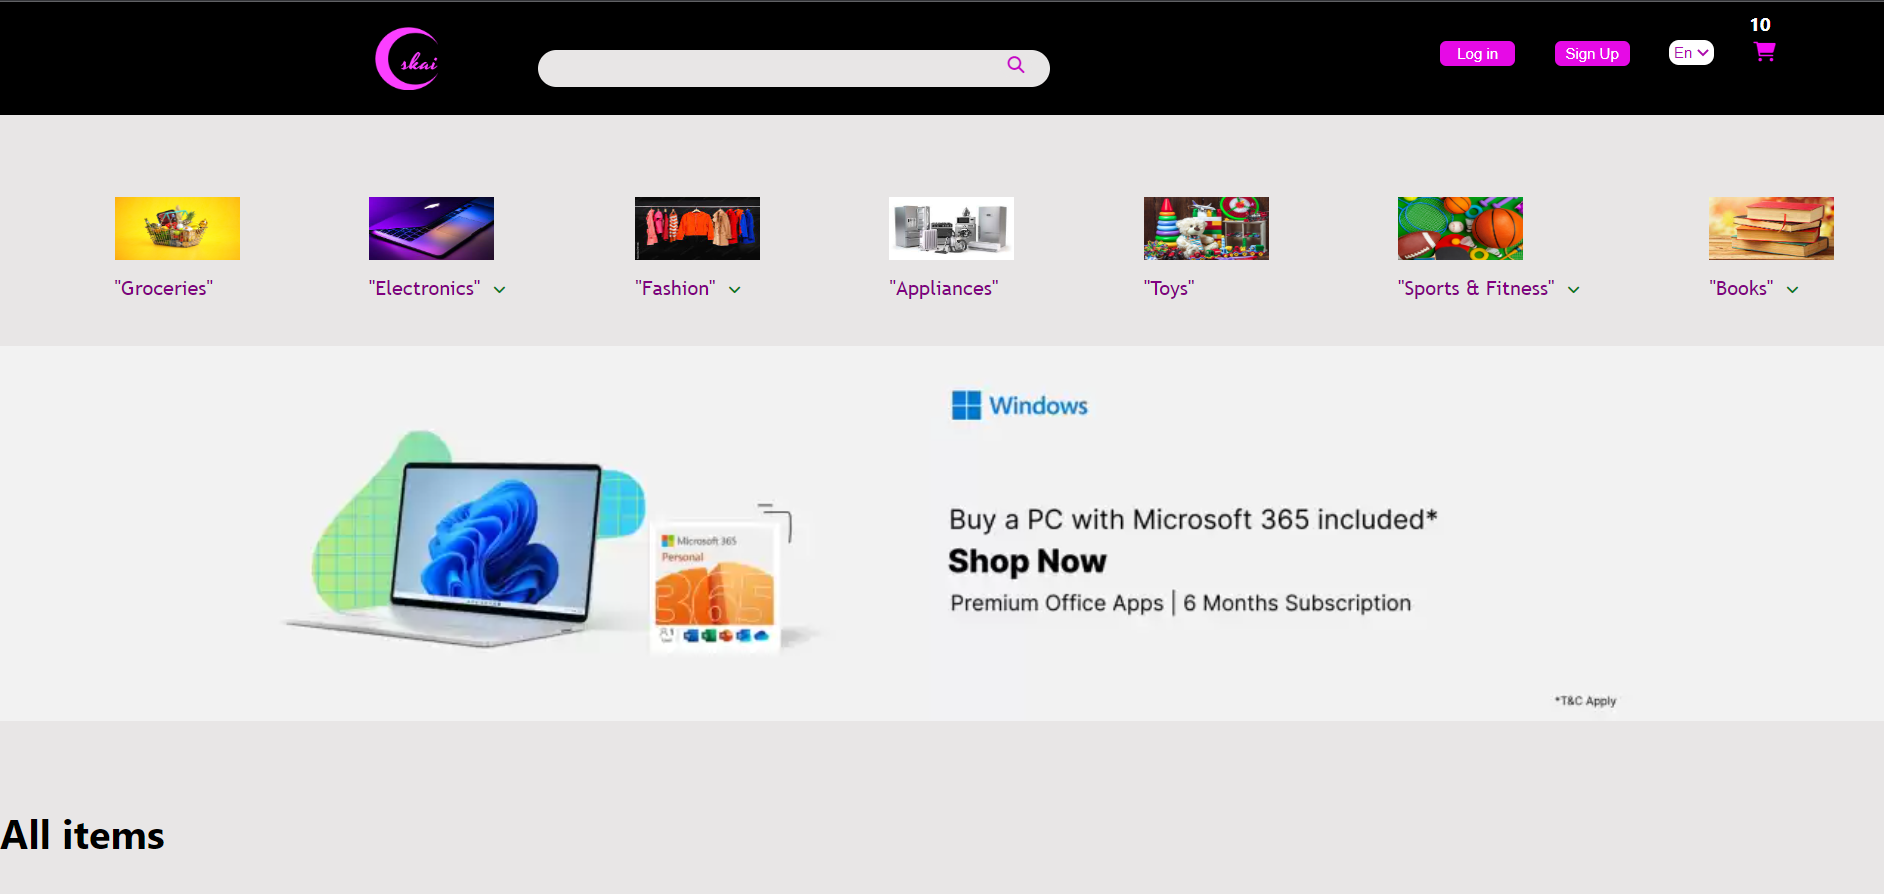 skai
Log in
Sign Up
En
10
"Groceries"
"Electronics"
"Fashion"
"Appliances"
"Toys"
"Sports & Fitness"
"Books"
Windows
Microsoft 365
Personal
365
Buy a PC with Microsoft 365 included*
Shop Now
Premium Office Apps | 6 Months Subscription
*T&C Apply
All items